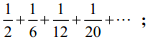 1/2 + 1/6 + 1/12 + 1/20 + ⋯ ;